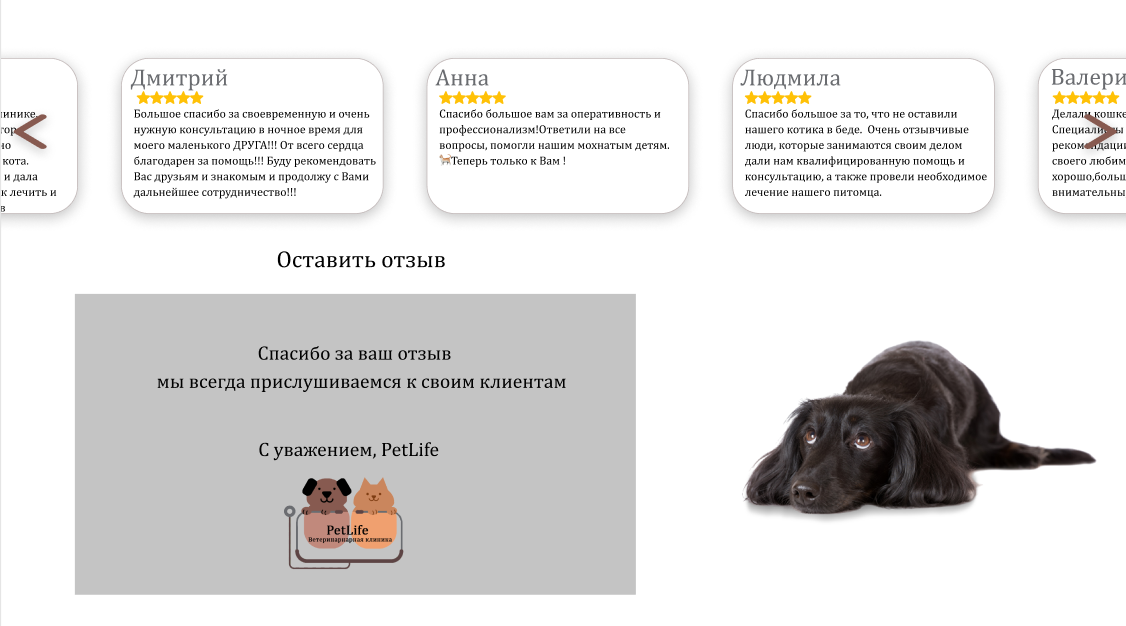 кота.
и дала
к лечить и
в
Дмитрий
Большое спасибо за своевременную и очень
нужную консультацию в ночное время для
моего маленького ДРУГА!!! От всего сердца
благодарен за помощь!!! Буду рекомендовать
Вас друзьям и знакомым и продолжу с Вами
дальнейшее сотрудничество!!!
Анна
Спасибо большое вам за оперативность и
профессионализм!Ответили на все
вопросы, помогли нашим мохнатым детям.
Теперь только к Вам !
Людмила
Спасибо большое за то, что не оставили
нашего котика в беде.  Очень отзывчивые
люди, которые занимаются своим делом
дали нам квалифицированную помощь и
консультацию, а также провели необходимое
лечение нашего питомца.
Валери
Делали кошке
Специалисты
рекомендации
своего любим
хорошо,больш
внимательны
Оставить отзыв
Спасибо за ваш отзыв
мы всегда прислушиваемся к своим клиентам
С уважением, PetLife
PetLife
Ветеринарнарная клиника